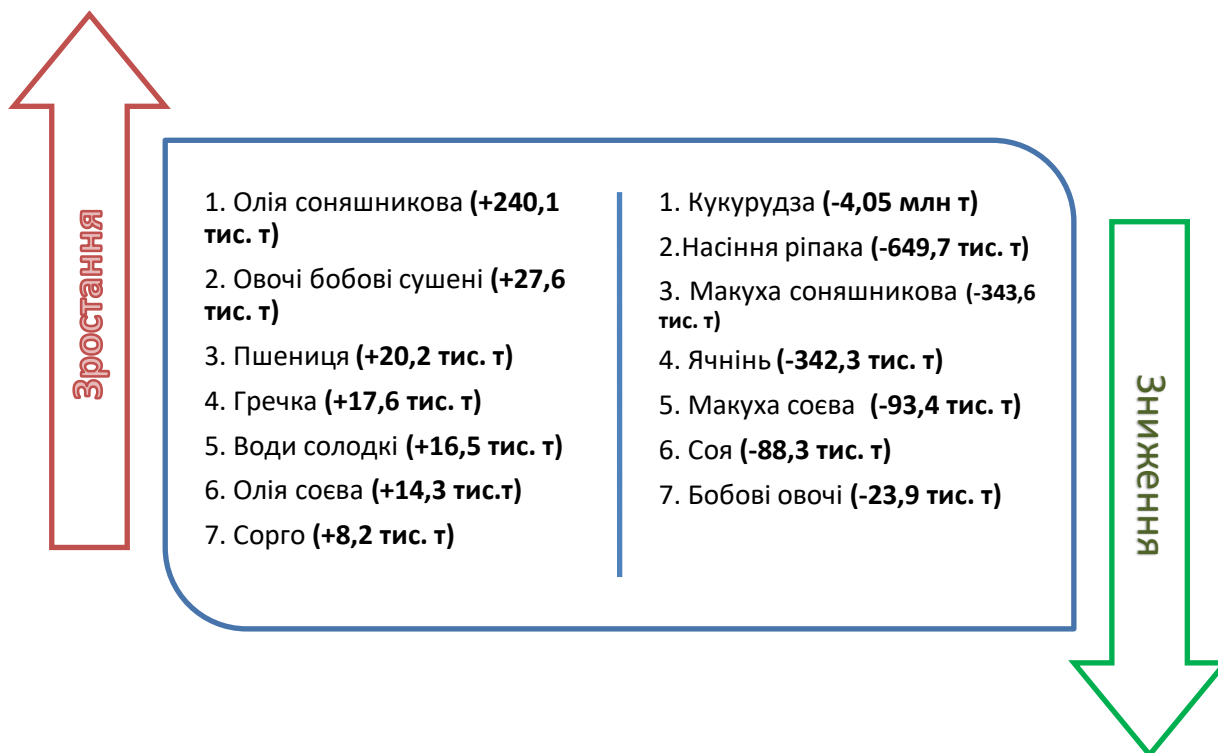 Зростання
1. Олія соняшникова (+240,1
тис. т)
2. Овочі бобові сушені (+27,6
тис. т)
3. Пшениця (+20,2 тис. т)
4. Гречка (+17,6 тис. т)
5. Води солодкі (+16,5 тис. т)
6. Олія соєва (+14,3 тис.т)
7. Сорго (+8,2 тис. т)
1. Кукурудза (-4,05 млн т)
2.Насіння ріпака (-649,7 тис. т)
3. Макуха соняшникова (-343,6
тис. т)
4. Ячнінь (-342,3 тис. т)
5. Макуха соєва (-93,4 тис. т)
6. Соя (-88,3 тис. т)
7. Бобові овочі (-23,9 тис. т)
Зниження